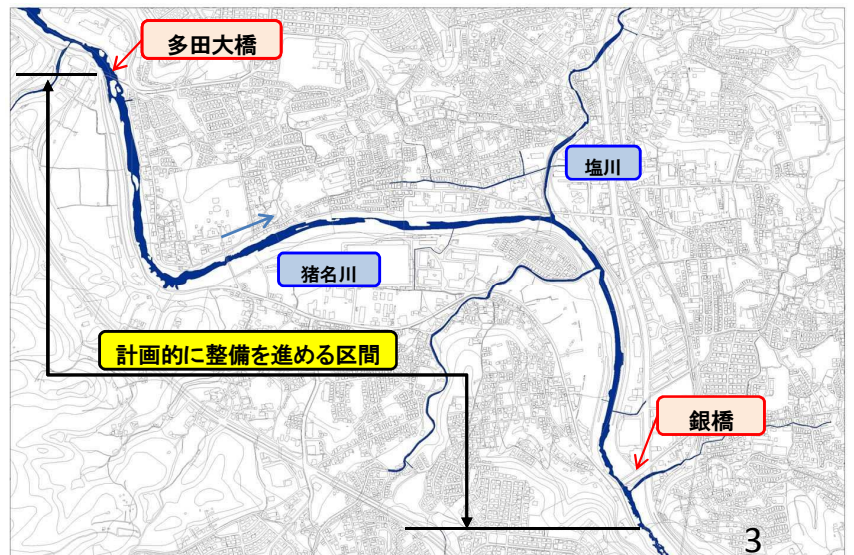 多田大橋
塩川
猪名川
計画的に整備を進める区間
銀橋
3